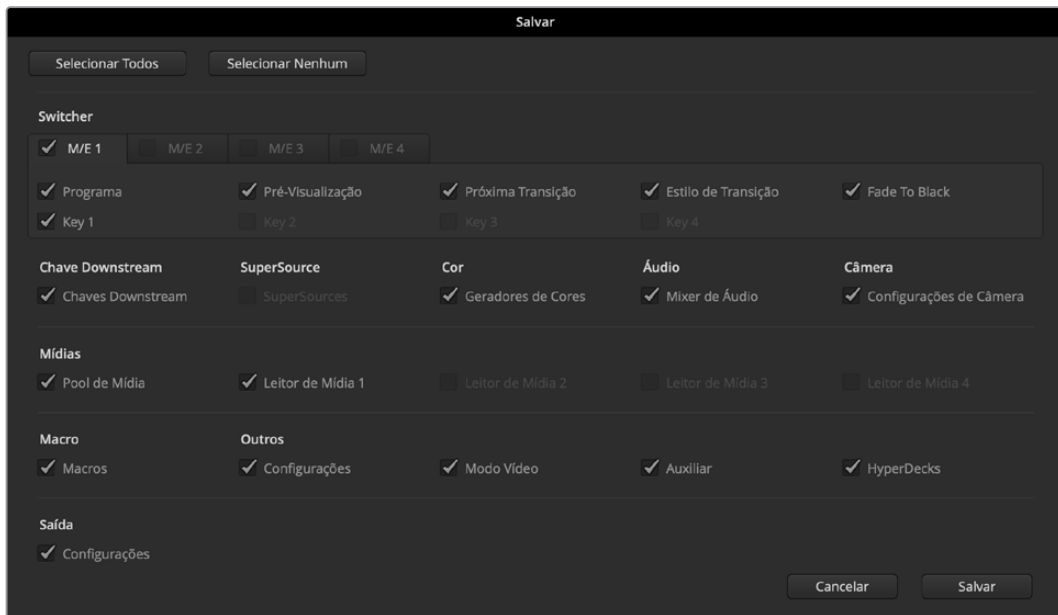 Salvar
Selecionar Todos Selecionar Nenhum
Switcher
M/E 1 M/E 2 M/E 3 M/E 4
Programa Pré-Visualização Próxima Transição Estilo de Transição Fade To Black
Key 1 Key 2 Key 3 Key 4
Chave Downstream SuperSource Cor Áudio Câmera
Chaves Downstream SuperSources Geradores de Cores Mixer de Áudio Configurações de Câmera
Mídias
Pool de Mídia Leitor de Mídia 1 Leitor de Mídia 2 Leitor de Mídia 3 Leitor de Mídia 4
Macro Outros
Macros Configurações Modo Vídeo Auxiliar HyperDecks
Saída
Configurações
Cancelar Salvar